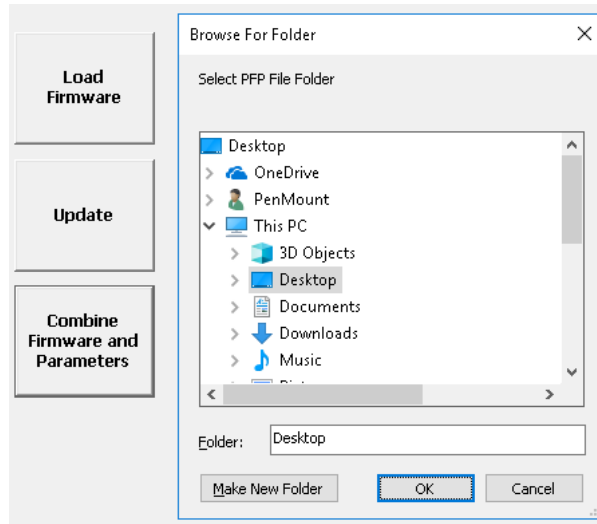 Load
Firmware
Update
Combine
Firmware and
Parameters
Browse For Folder
Select PFP File Folder
Desktop
OneDrive
PenMount
This PC
3D Objects
Desktop
Documents
Downloads
Music
Folder:
Desktop
Make New Folder
OK
Cancel